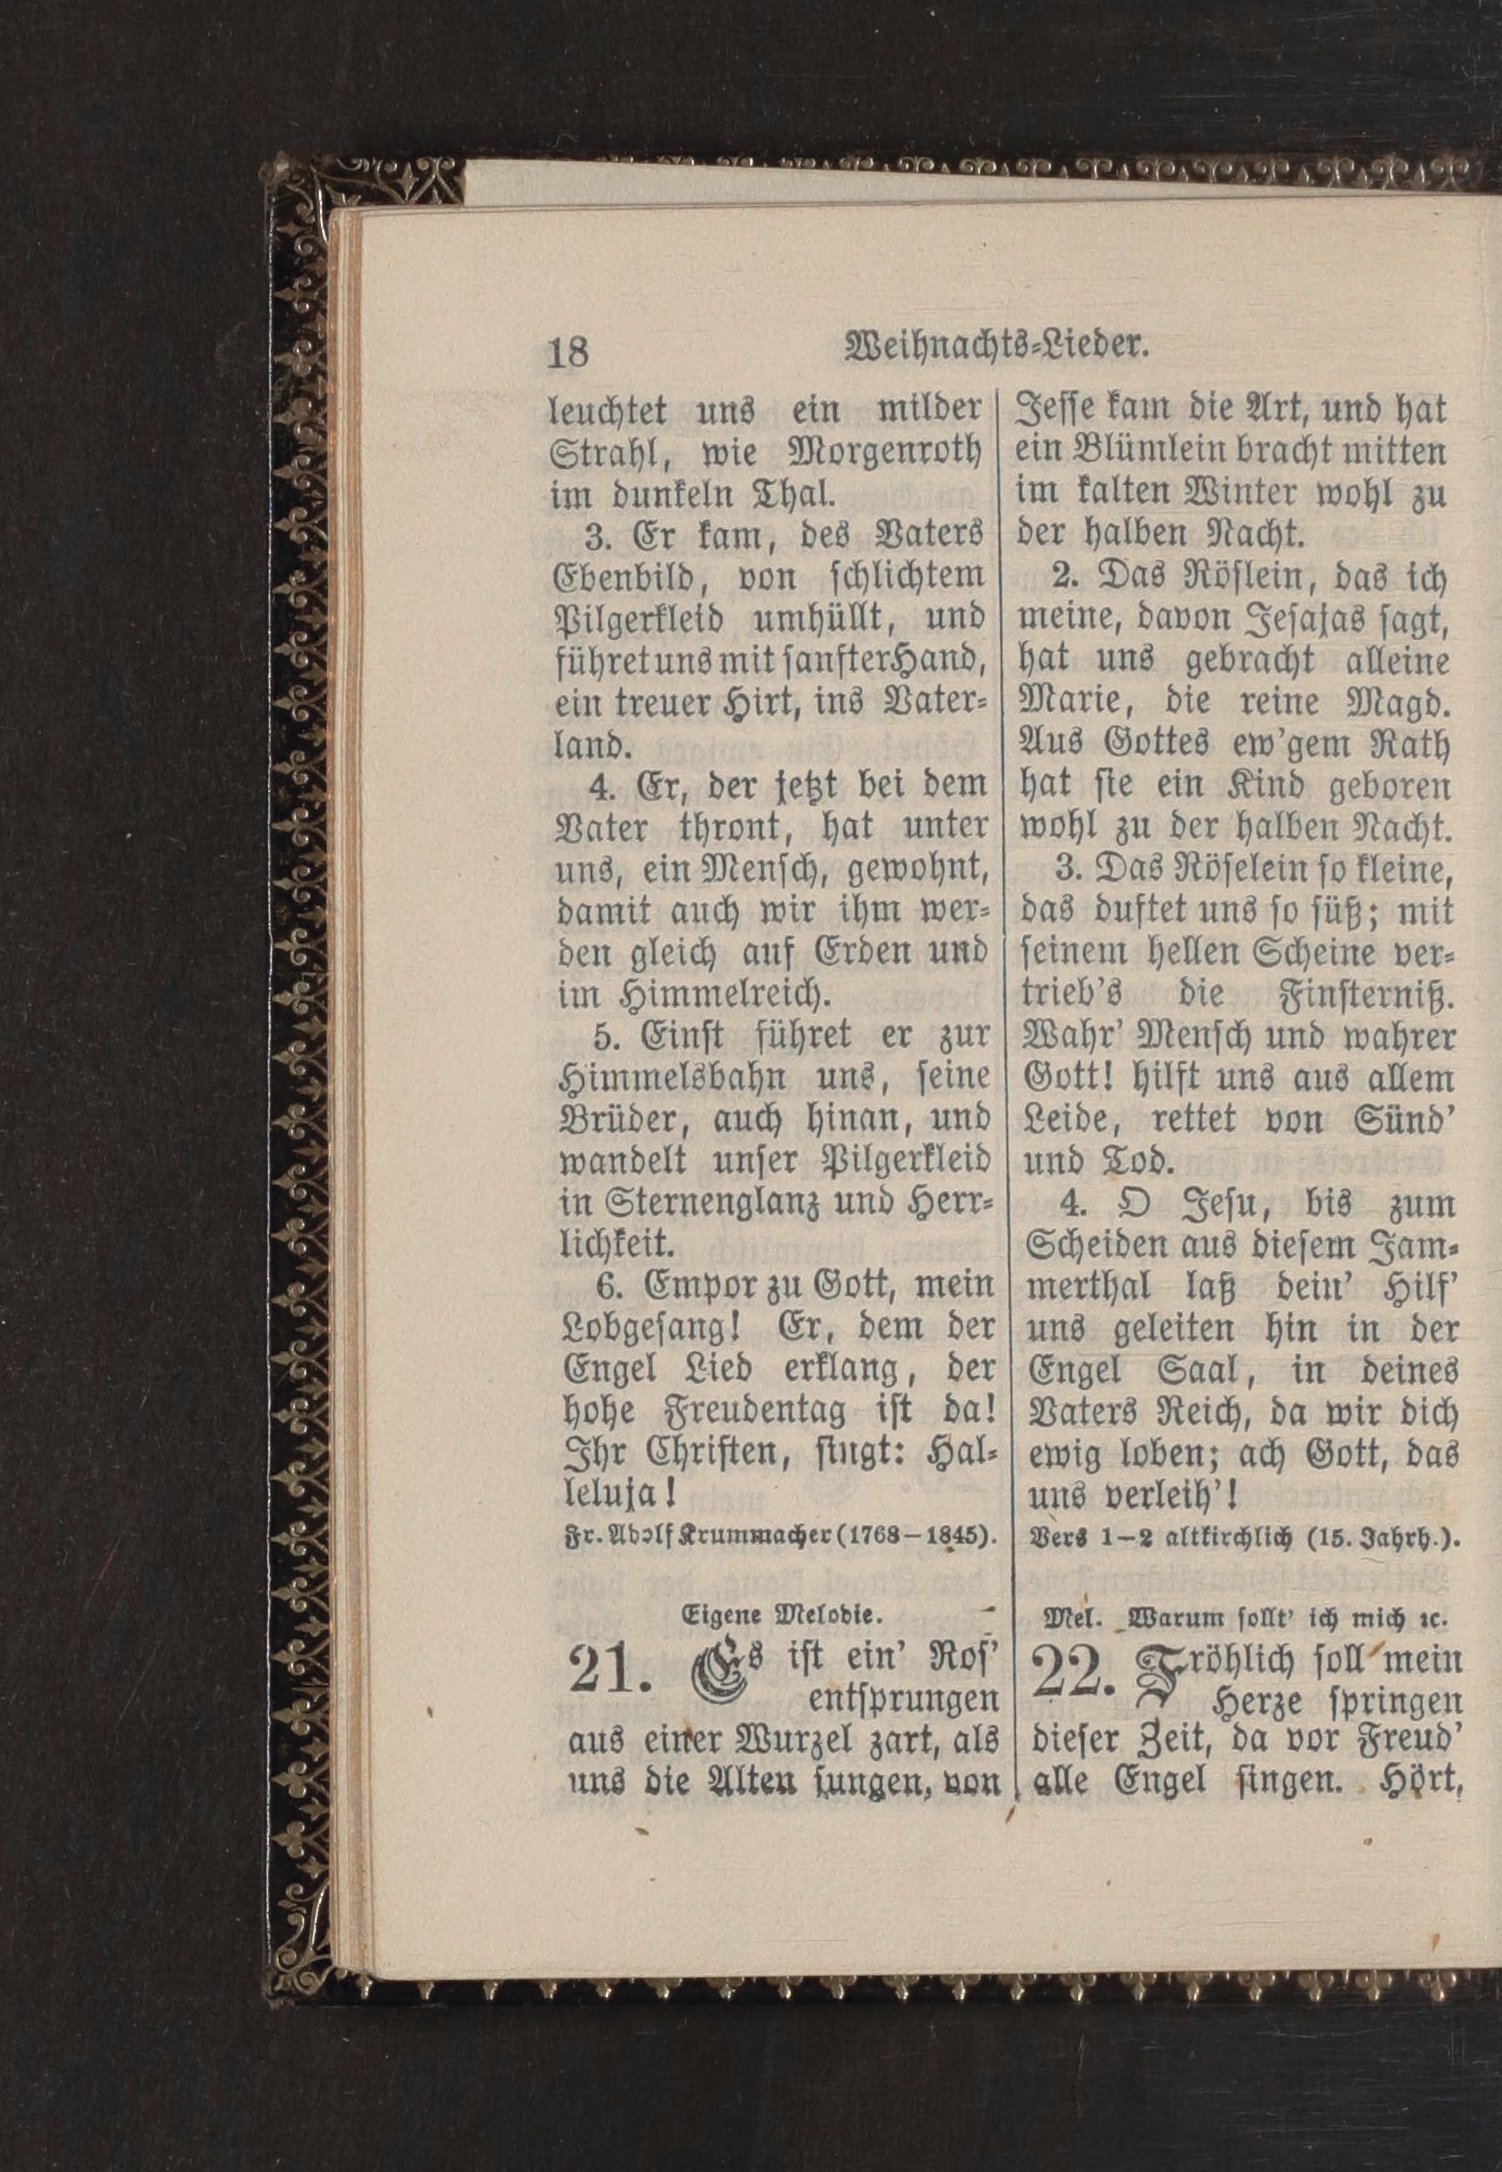 18
Weihnachts-Lieder.
leuchtet uns ein milder
Strahl, wie Morgenroth
im dunkeln Thal.
3. Er kam, des Vaters
Ebenbild, von schlichtem
Pilgerkleid umhüllt, und
führet uns mit sanfter Hand,
ein treuer Hirt, ins Vater-
land.
4. Er, der jetzt bei dem
Vater thront, hat unter
uns, ein Mensch, gewohnt,
damit auch wir ihm wer-
den gleich auf Erden und
im Himmelreich.
5. Einst führet er zur
Himmelsbahn uns, seine
Brüder, auch hinan, und
wandelt unser Pilgerkleid
in Sternenglanz und Herr-
lichkeit.
6. Empor zu Gott, mein
Lobgesang! Er, dem der
Engel Lied erklang, der
hohe Freudentag ist da!
Ihr Christen, singt: Hal-
leluja!
Fr. Adolf Krummacher (1768–1845).
Eigene Melodie.
21. Es ist ein' Ros'
entsprungen
aus einer Wurzel zart, als
uns die Alten sungen, von
Jesse kam die Art, und hat
ein Blümlein bracht mitten
im kalten Winter wohl zu
der halben Nacht.
2. Das Röslein, das ich
meine, davon Jesajas sagt,
hat uns gebracht alleine
Marie, die reine Magd.
Aus Gottes ew'gem Rath
hat sie ein Kind geboren
wohl zu der halben Nacht.
3. Das Röselein so kleine,
das duftet uns so süß; mit
seinem hellen Scheine ver-
trieb's die Finsterniß.
Wahr' Mensch und wahrer
Gott! hilft uns aus allem
Leide, rettet von Sünd'
und Tod.
4. O Jesu, bis zum
Scheiden aus diesem Jam-
merthal laß dein' Hilf'
uns geleiten hin in der
Engel Saal, in deines
Vaters Reich, da wir dich
ewig loben; ach Gott, das
uns verleih'!
Vers 1–2 altkirchlich (15. Jahrh.).
Mel. Warum sollt' ich mich ꝛc.
22. Fröhlich soll mein
Herze springen
dieser Zeit, da vor Freud'
alle Engel singen. Hört,